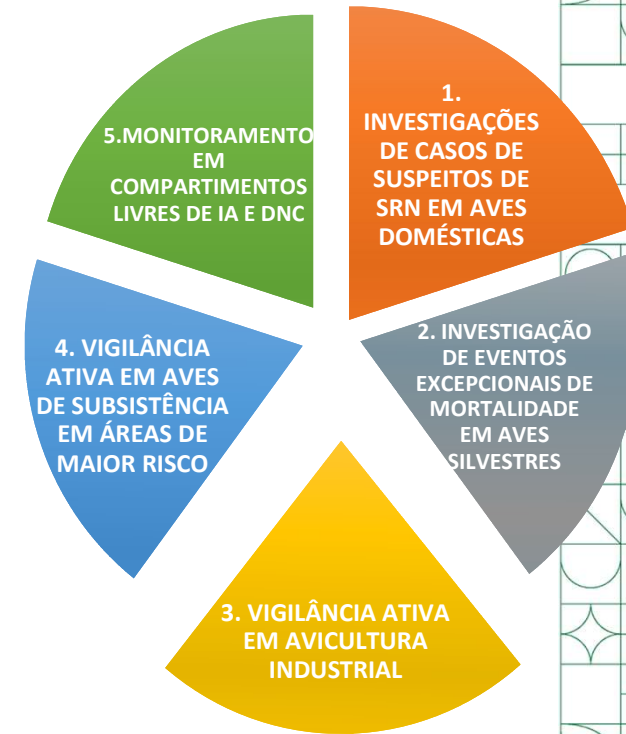 1.
INVESTIGAÇÕES
DE CASOS DE
SUSPEITOS DE
SRN EM AVES
DOMÉSTICAS
2. INVESTIGAÇÃO
DE EVENTOS
EXCEPCIONAIS DE
MORTALIDADE
EM AVES
SILVESTRES
3. VIGILÂNCIA ATIVA
EM AVICULTURA
INDUSTRIAL
4. VIGILÂNCIA
ATIVA EM AVES
DE SUBSISTÊNCIA
EM ÁREAS DE
MAIOR RISCO
5.MONITORAMENTO
EM
COMPARTIMENTOS
LIVRES DE IA E DNC